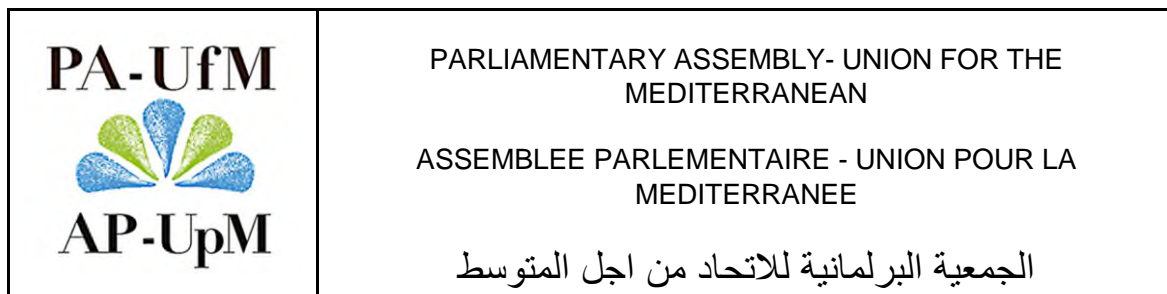 PA-UfM
AP-UpM
PARLIAMENTARY ASSEMBLY- UNION FOR THE
MEDITERRANEAN
ASSEMBLEE PARLEMENTAIRE - UNION POUR LA
MEDITERRANEE
الجمعية البرلمانية للاتحاد من اجل المتوسط